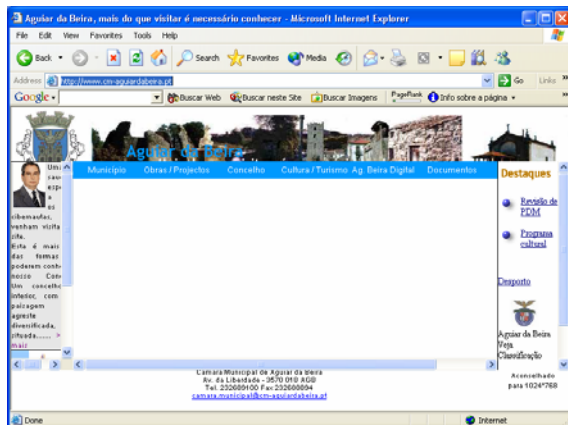 Aguiar da Beira, mais do que visitar é necessário conhecer - Microsoft Internet Explorer
File Edit View Favorites Tools Help
Back Search Favorites Media
Address http://www.cm-aguiardabeira.pt Go Links »
Google Buscar Web Buscar neste Site Buscar Imagens PageRank Info sobre a página »
Aguiar da Beira
Município Obras/Projectos Concelho Cultura/Turismo Ag. Beira Digital Documentos
Destaques
Revisão de
PDM
Programa
cultural
Desporto
Aguiar da Beira
Veja
Classificação
Aconselhado
para 1024*768
cibernautas,
venham visita
Esta é mais
das formas
poderem conh
nosso Con
Um concelho
interior, com
paisagem
agreste
diversificada,
situada...... >
mais
Camara Municipal de Aguiar da Beira
Av. da Liberdade - 3570 018 AGB
Tel. 232689100 Fax 232688894
camara.municipal@cm-aguiardabeira.pt
Done Internet